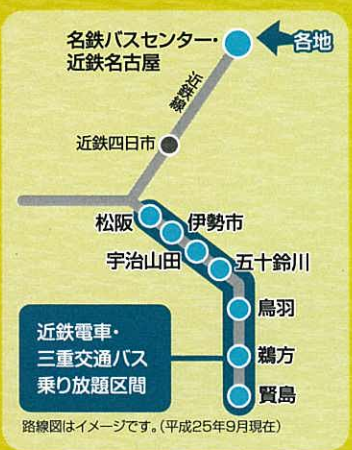 名鉄バスセンター・
近鉄名古屋
各地
近鉄線
近鉄四日市
松阪
伊勢市
宇治山田
五十鈴川
鳥羽
近鉄電車・
三重交通バス
乗り放題区間
鵜方
賢島
路線図はイメージです。(平成25年9月現在)